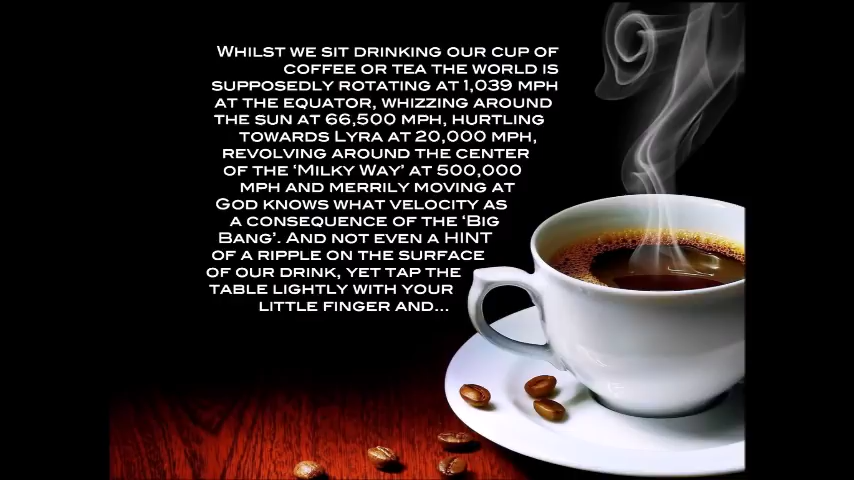 Whilst we sit drinking our cup of
coffee or tea the world is
supposedly rotating at 1,039 mph
at the equator, whizzing around
the sun at 66,500 mph, hurtling
towards Lyra at 20,000 mph,
revolving around the center
of the ‘Milky Way’ at 500,000
mph and merrily moving at
God knows what velocity as
a consequence of the ‘Big
Bang’. And not even a HINT
of a ripple on the surface
of our drink, yet tap the
table lightly with your
little finger and...